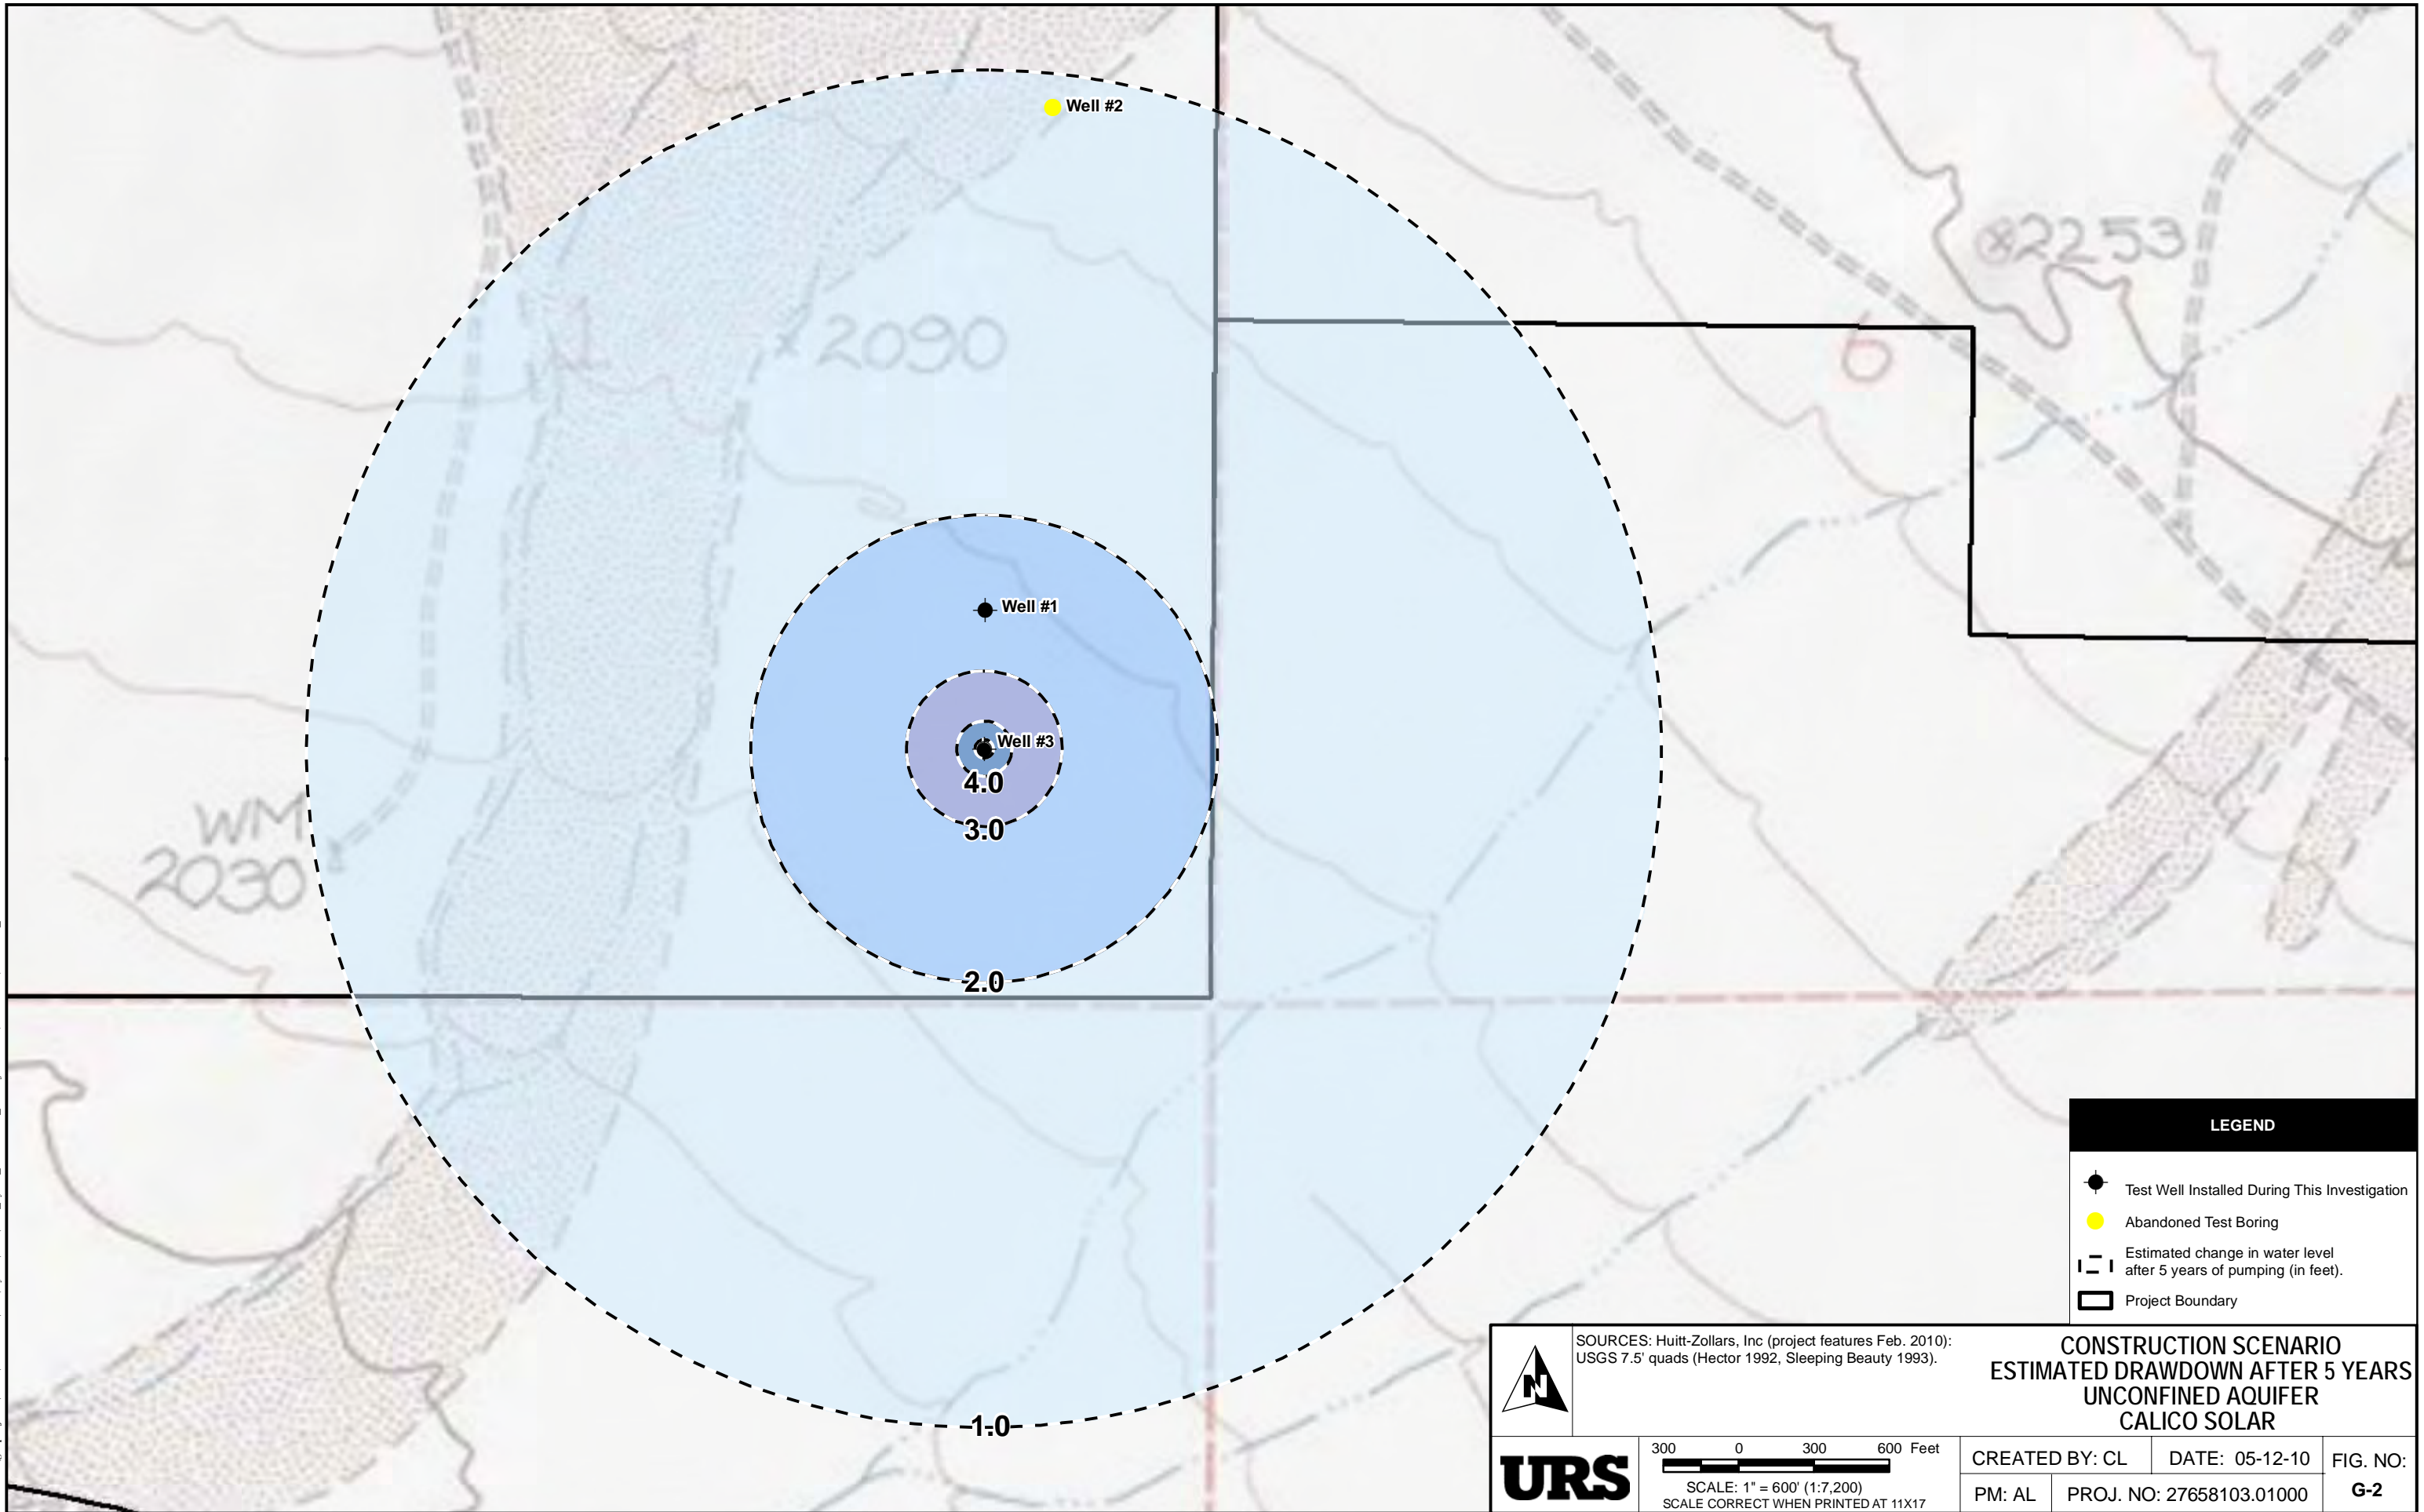 Well #2
⊗2253
6
1
×2090
Well #1
Well #3
4.0
3.0
WM
2030
2.0
1.0
LEGEND
Test Well Installed During This Investigation
Abandoned Test Boring
Estimated change in water level
after 5 years of pumping (in feet).
Project Boundary
N
SOURCES: Huitt-Zollars, Inc (project features Feb. 2010):
USGS 7.5' quads (Hector 1992, Sleeping Beauty 1993).
CONSTRUCTION SCENARIO
ESTIMATED DRAWDOWN AFTER 5 YEARS
UNCONFINED AQUIFER
CALICO SOLAR
URS
300 0 300 600 Feet
SCALE: 1" = 600' (1:7,200)
SCALE CORRECT WHEN PRINTED AT 11X17
CREATED BY: CL
DATE: 05-12-10
FIG. NO:
G-2
PM: AL
PROJ. NO: 27658103.01000